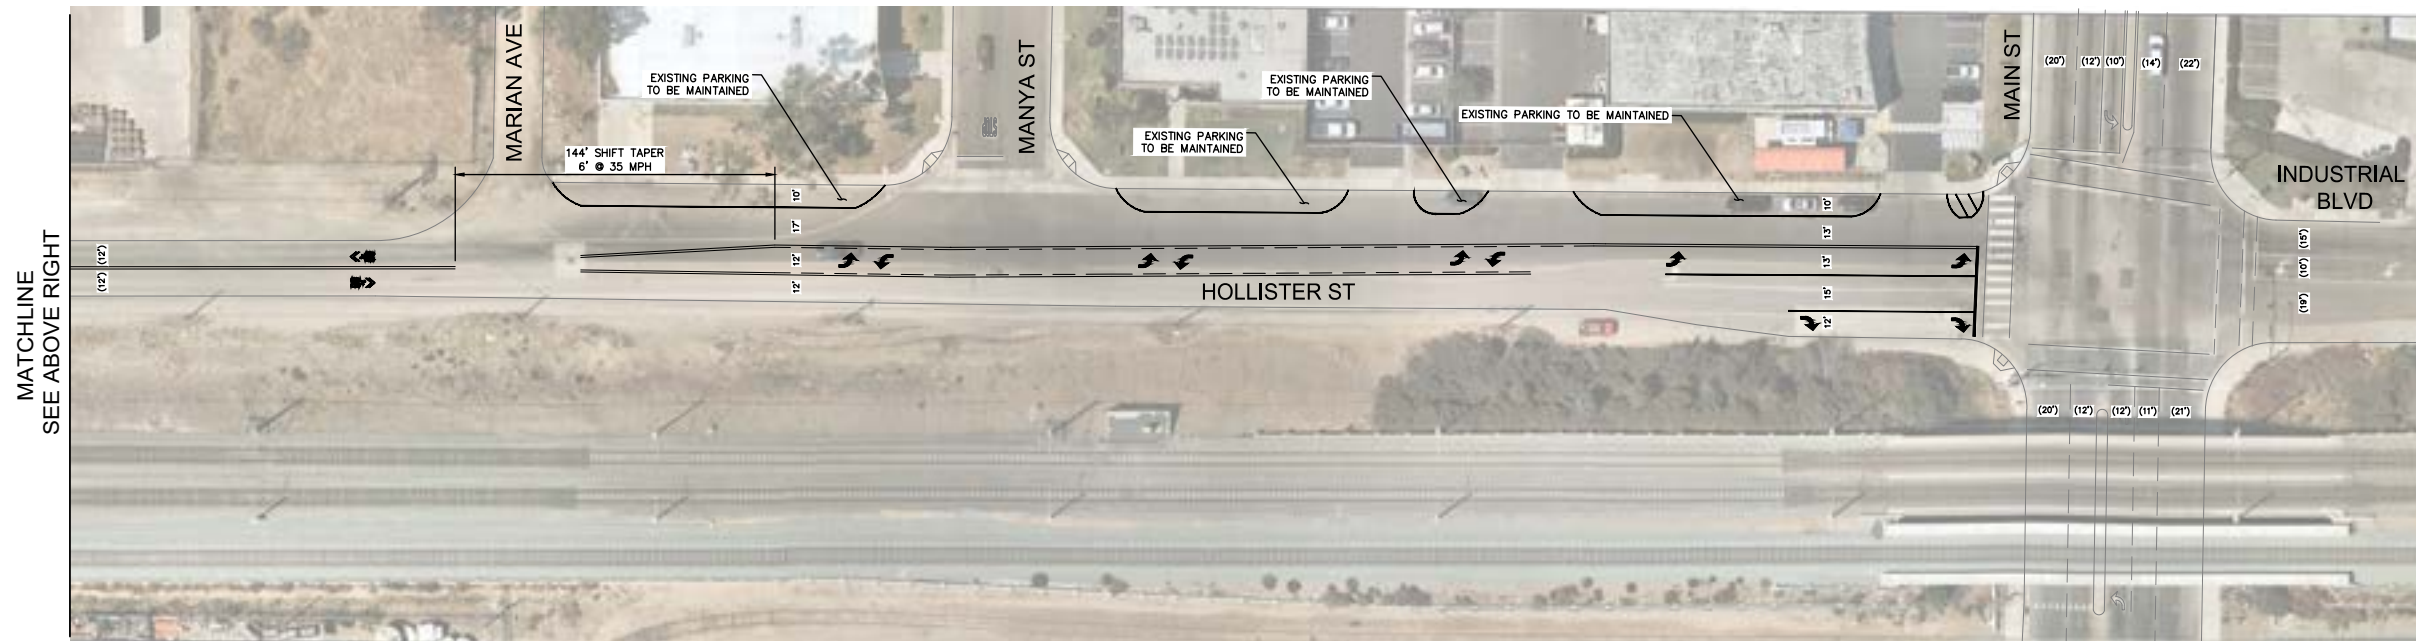 MARIAN AVE
MANYA ST
MAIN ST
(20')
(12')
(10')
(14')
(22')
EXISTING PARKING
TO BE MAINTAINED
EXISTING PARKING
TO BE MAINTAINED
EXISTING PARKING TO BE MAINTAINED
EXISTING PARKING
TO BE MAINTAINED
144' SHIFT TAPER
6' @ 35 MPH
INDUSTRIAL
BLVD
STOP
10'
17'
12'
12'
10'
13'
13'
15'
12'
(12')
(12')
(15')
(10')
(19')
HOLLISTER ST
MATCHLINE
SEE ABOVE RIGHT
(20')
(12')
(12')
(11')
(21')